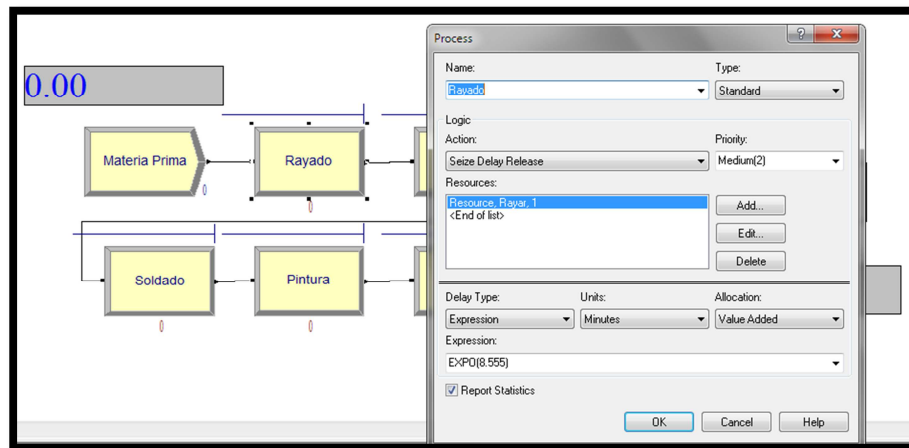 0.00
Materia Prima
0
Rayado
0
Soldado
0
Pintura
0
Process
Name:
Type:
Rayado
Standard
Logic
Action:
Priority:
Seize Delay Release
Medium(2)
Resources:
Resource, Rayar, 1
<End of list>
Add...
Edit...
Delete
Delay Type:
Units:
Allocation:
Expression
Minutes
Value Added
Expression:
EXPO(8.555)
Report Statistics
OK
Cancel
Help